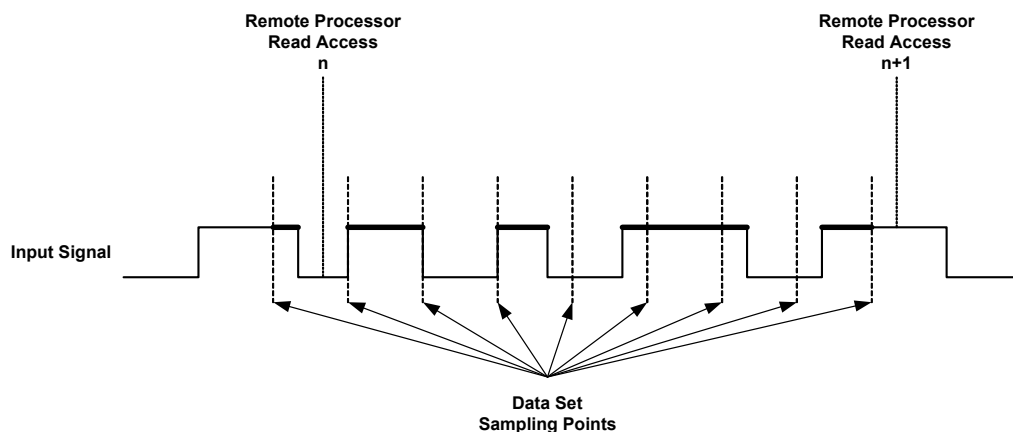 Remote Processor
Read Access
n
Remote Processor
Read Access
n+1
Input Signal
Data Set
Sampling Points